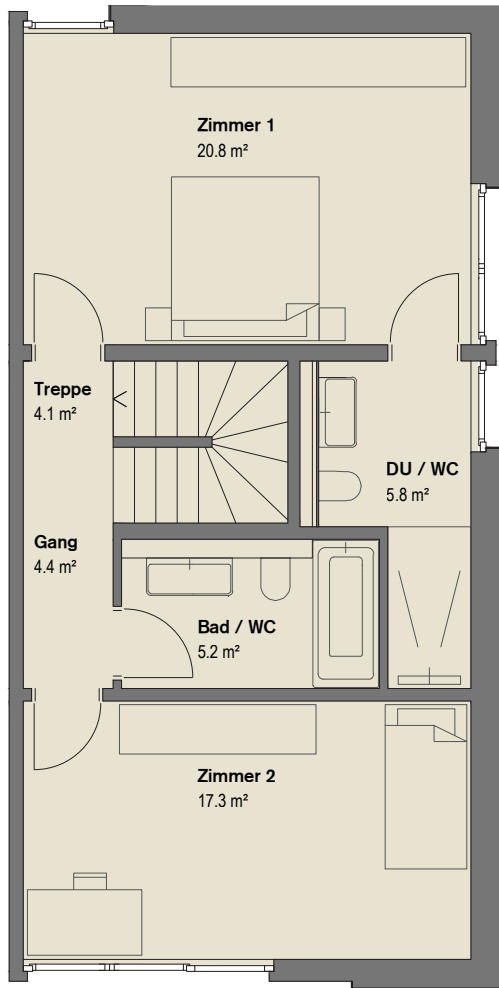 Zimmer 1
20.8 m²
Treppe
4.1 m²
DU / WC
5.8 m²
Gang
4.4 m²
Bad / WC
5.2 m²
Zimmer 2
17.3 m²